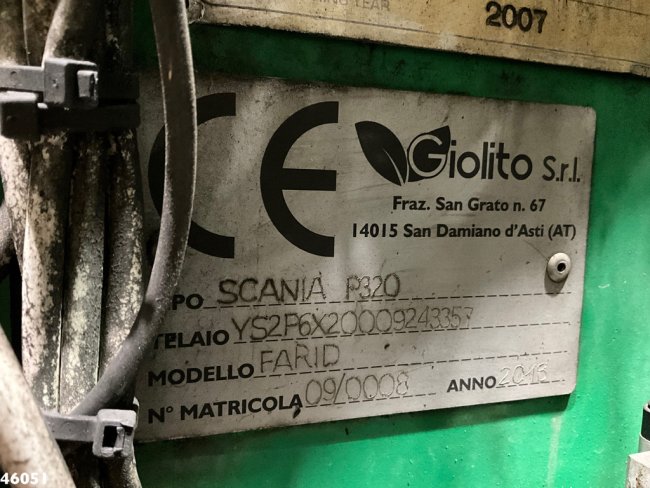 2007
CE
Giolito S.r.l.
Fraz. San Grato n. 67
14015 San Damiano d'Asti (AT)
PO SCANIA P320
TELAIO YS2P6X20009243357
MODELLO FARID
N° MATRICOLA 09/0008 ANNO 2013
46051